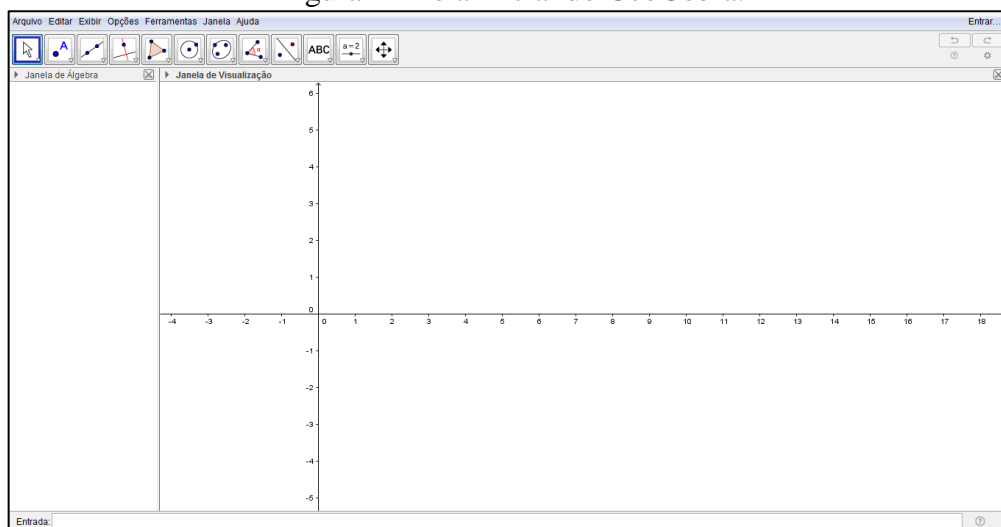 Arquivo Editar Exibir Opções Ferramentas Janela Ajuda Entrar...
A ABC a=2
Janela de Álgebra Janela de Visualização
6
5
4
3
2
1
0
-4 -3 -2 -1 0 1 2 3 4 5 6 7 8 9 10 11 12 13 14 15 16 17 18
-1
-2
-3
-4
-5
Entrada: